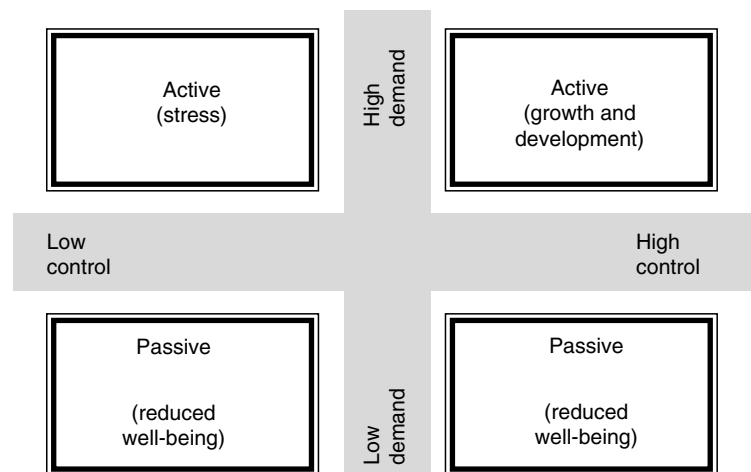 Active
(stress)
High
demand
Active
(growth and
development)
Low
control
High
control
Passive
(reduced
well-being)
Low
demand
Passive
(reduced
well-being)